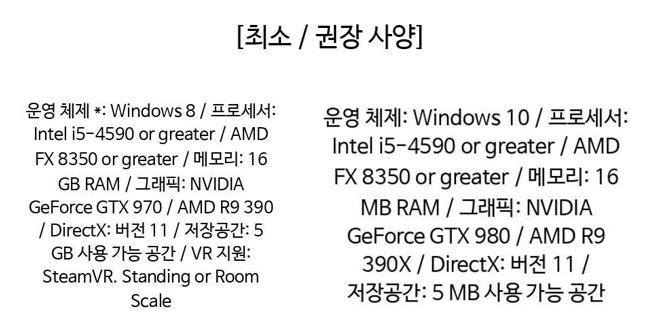 [최소 / 권장 사양]
운영 체제 *: Windows 8 / 프로세서:
Intel i5-4590 or greater / AMD
FX 8350 or greater / 메모리: 16
GB RAM / 그래픽: NVIDIA
GeForce GTX 970 / AMD R9 390
/ DirectX: 버전 11 / 저장공간: 5
GB 사용 가능 공간 / VR 지원:
SteamVR. Standing or Room
Scale
운영 체제: Windows 10 / 프로세서:
Intel i5-4590 or greater / AMD
FX 8350 or greater / 메모리: 16
MB RAM / 그래픽: NVIDIA
GeForce GTX 980 / AMD R9
390X / DirectX: 버전 11 /
저장공간: 5 MB 사용 가능 공간